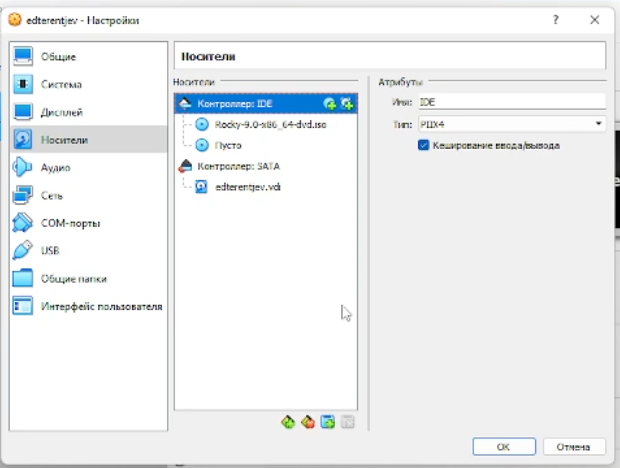 edterentjev - Настройки
Общие
Система
Дисплей
Носители
Аудио
Сеть
COM-порты
USB
Общие папки
Интерфейс пользователя
Носители
Носители
Контроллер: IDE
Rocky-9.0-x86_64-dvd.iso
Пусто
Контроллер: SATA
edterentjev.vdi
Атрибуты
Имя: IDE
Тип: PIIX4
Кеширование ввода/вывода
OK
Отмена